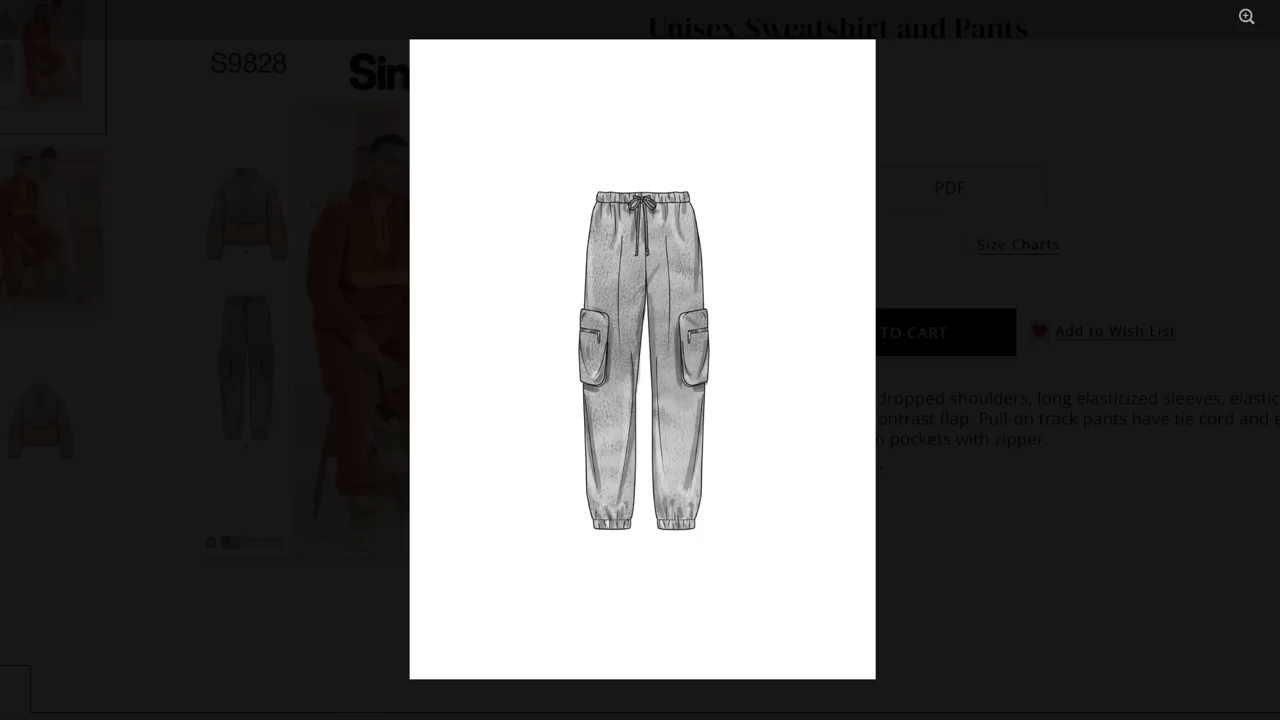 Unisex Sweatshirt and Pants
S9828
Sim
PDF
Size Charts
TO CART
Add to Wish List
dropped shoulders, long elasticized sleeves, elastic
ontrast flap. Pull-on track pants have tie cord and e
pockets with zipper.